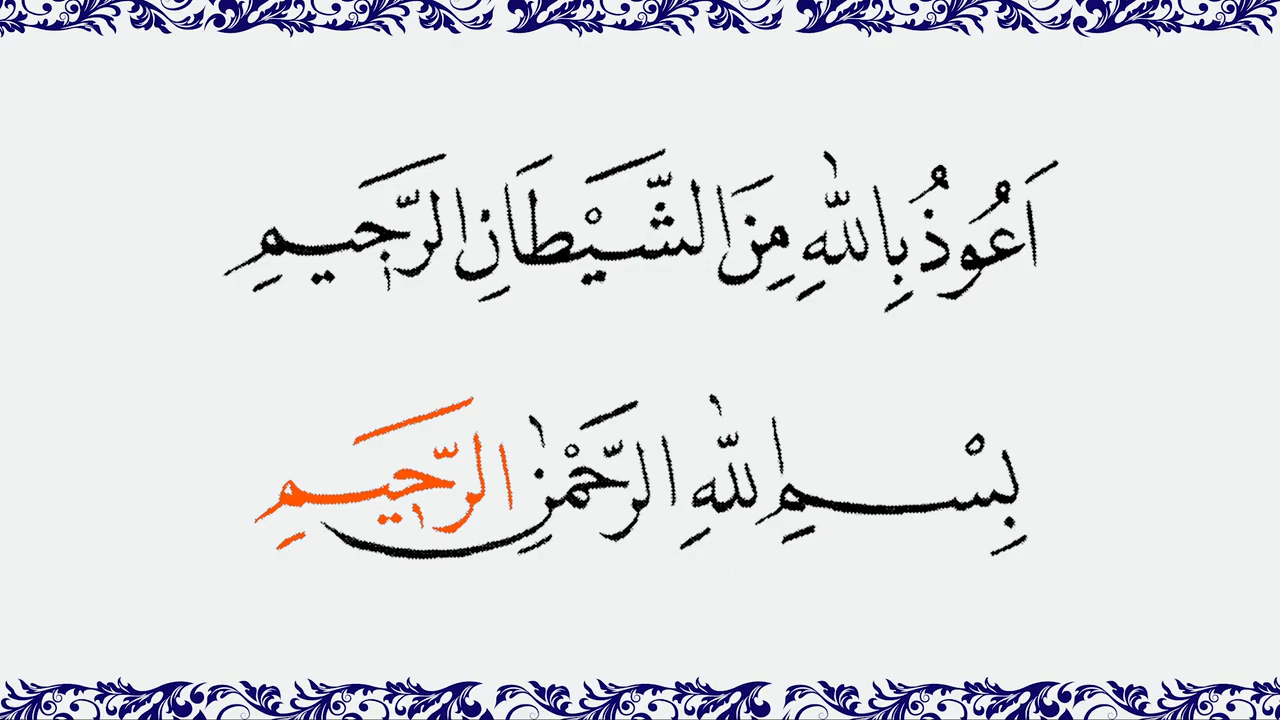 اَعُوذُ بِاللّٰهِ مِنَ الشَّيْطَانِ الرَّجِيمِ
بِسْمِ اللّٰهِ الرَّحْمٰنِ الرَّحِيمِ